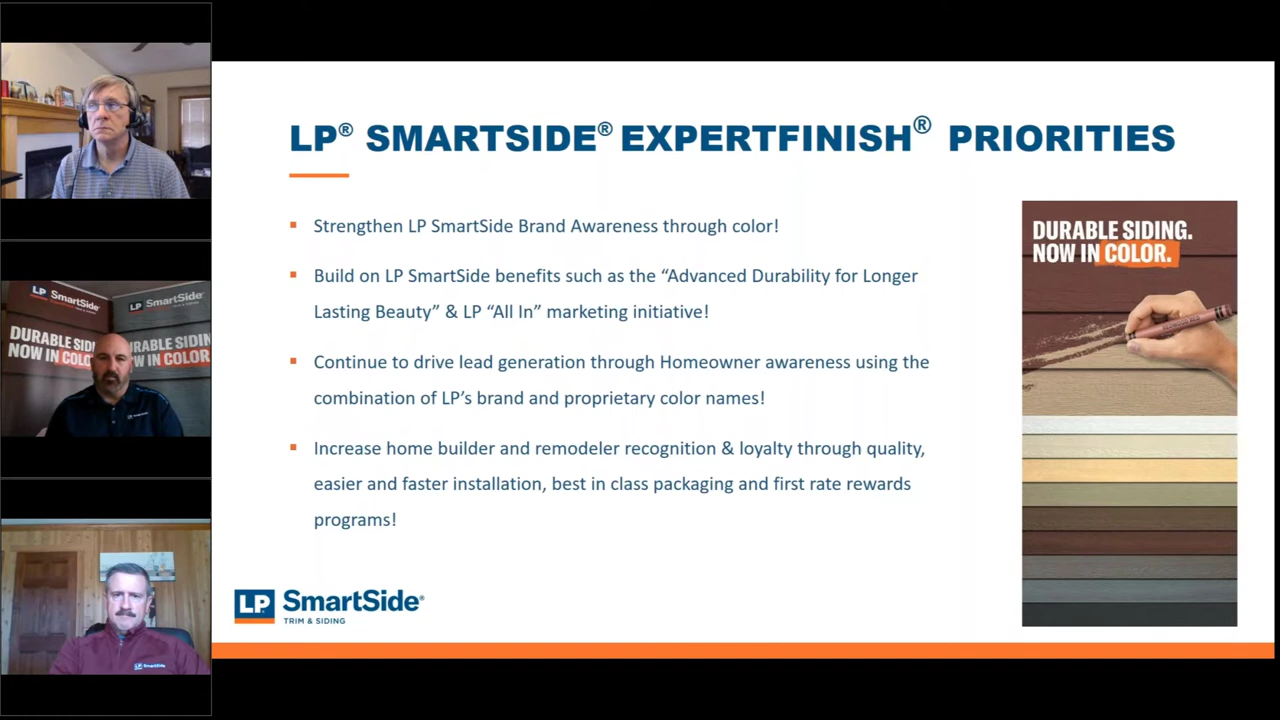 LP® SMARTSIDE® EXPERTFINISH® PRIORITIES
▪ Strengthen LP SmartSide Brand Awareness through color!
▪ Build on LP SmartSide benefits such as the “Advanced Durability for Longer
Lasting Beauty” & LP “All In” marketing initiative!
▪ Continue to drive lead generation through Homeowner awareness using the
combination of LP’s brand and proprietary color names!
▪ Increase home builder and remodeler recognition & loyalty through quality,
easier and faster installation, best in class packaging and first rate rewards
programs!
DURABLE SIDING.
NOW IN COLOR.
LP SmartSide®
TRIM & SIDING
LP SmartSide
DURABLE SID
NOW IN COLO
LP SmartSide
DURABLE SIDING.
W IN COLOR.
LP SmartSide